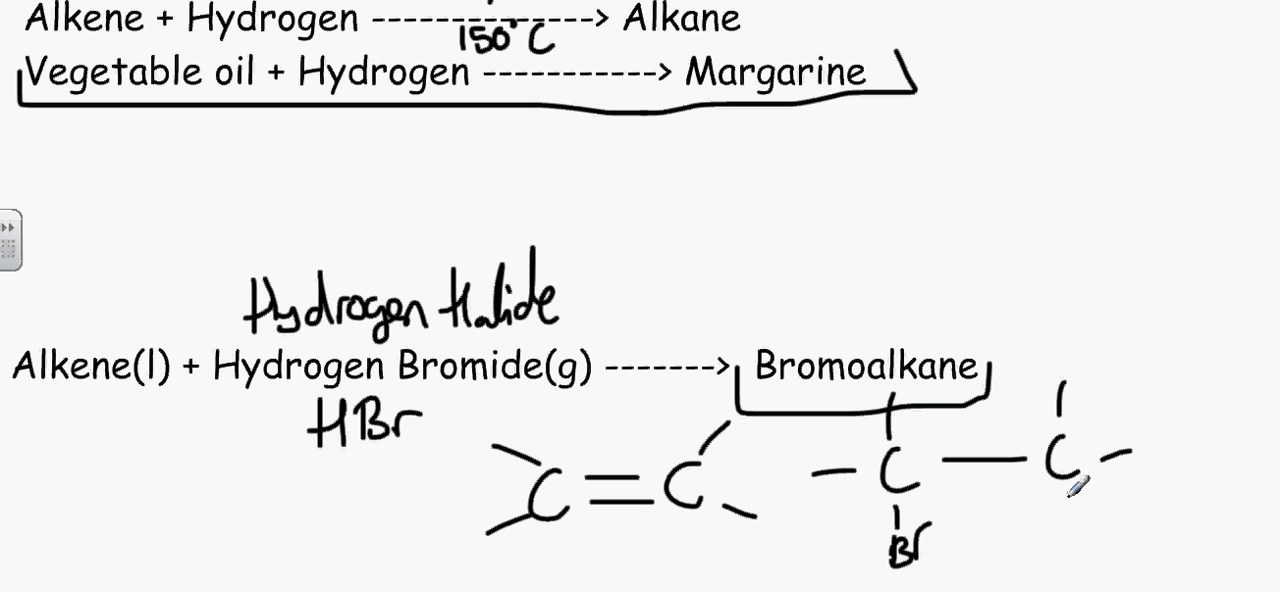 Alkene + Hydrogen -------------> Alkane
150°C
Vegetable oil + Hydrogen -----------> Margarine
Hydrogen Halide
Alkene(l) + Hydrogen Bromide(g) -------> Bromoalkane
HBr
C = C - C — C -
Br